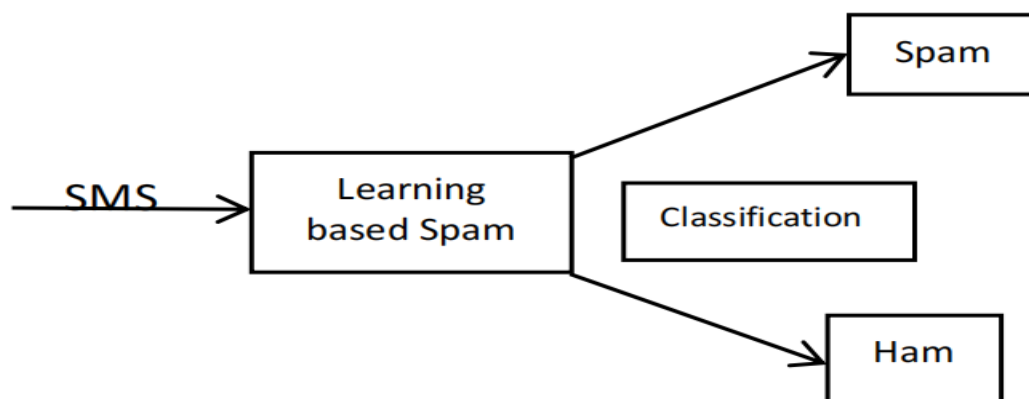 Spam
SMS
Learning
based Spam
Classification
Ham